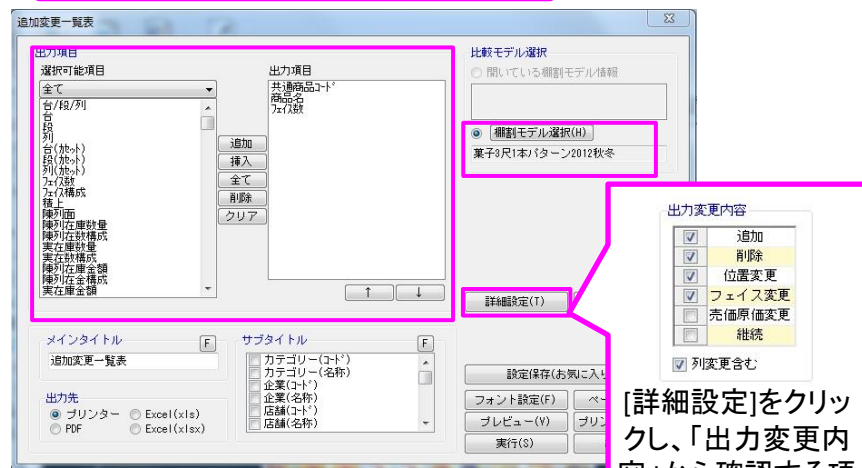 追加変更一覧表
出力項目
選択可能項目
全て
台/段/列
台
段
列
台(ｶｾｯﾄ)
段(ｶｾｯﾄ)
列(ｶｾｯﾄ)
ﾌｪｲｽ数
ﾌｪｲｽ構成
積上
陳列面
陳列在庫数量
陳列在数構成
実在庫数量
実在数構成
陳列在庫金額
陳列在金構成
実在庫金額
追加
挿入
全て
削除
クリア
出力項目
共通商品ｺｰﾄﾞ
商品名
ﾌｪｲｽ数
↑
↓
比較モデル選択
開いている棚割モデル情報
棚割モデル選択(H)
菓子3尺1本パターン2012秋冬
詳細設定(T)
メインタイトル
F
追加変更一覧表
出力先
プリンター
Excel(xls)
PDF
Excel(xlsx)
サブタイトル
F
カテゴリー(ｺｰﾄﾞ)
カテゴリー(名称)
企業(ｺｰﾄﾞ)
企業(名称)
店舗(ｺｰﾄﾞ)
店舗(名称)
設定保存(お気に入
フォント設定(F)
プレビュー(V)
実行(S)
出力変更内容
追加
削除
位置変更
フェイス変更
売価原価変更
継続
列変更含む
[詳細設定]をクリッ
クし、「出力変更内
容」から確認する項